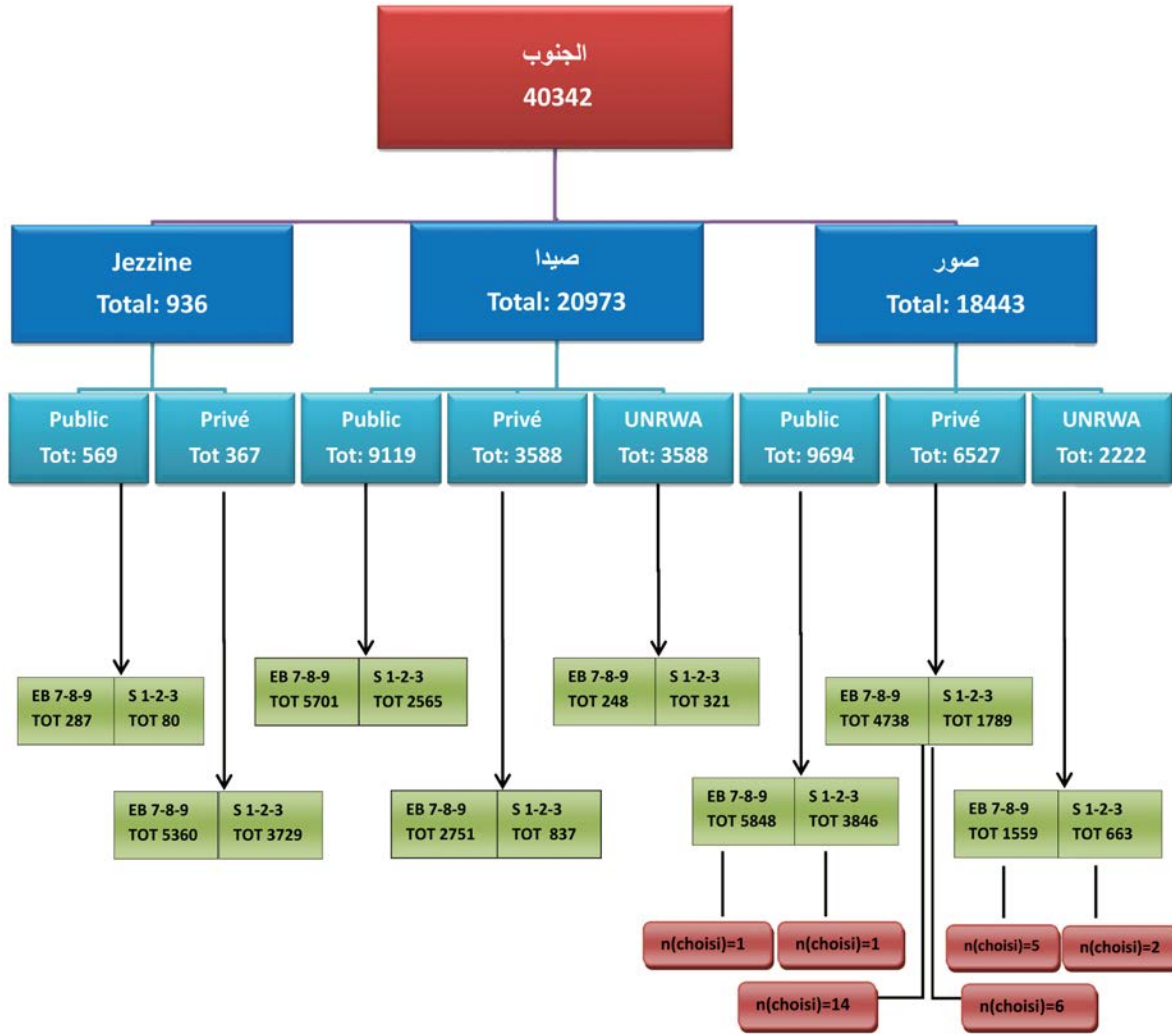 الجنوب
40342
Jezzine
Total: 936
صيدا
Total: 20973
صور
Total: 18443
Public
Tot: 569
Privé
Tot 367
Public
Tot: 9119
Privé
Tot: 3588
UNRWA
Tot: 3588
Public
Tot: 9694
Privé
Tot: 6527
UNRWA
Tot: 2222
EB 7-8-9
TOT 287
S 1-2-3
TOT 80
EB 7-8-9
TOT 5701
S 1-2-3
TOT 2565
EB 7-8-9
TOT 248
S 1-2-3
TOT 321
EB 7-8-9
TOT 4738
S 1-2-3
TOT 1789
EB 7-8-9
TOT 5360
S 1-2-3
TOT 3729
EB 7-8-9
TOT 2751
S 1-2-3
TOT 837
EB 7-8-9
TOT 5848
S 1-2-3
TOT 3846
EB 7-8-9
TOT 1559
S 1-2-3
TOT 663
n(choisi)=1
n(choisi)=1
n(choisi)=5
n(choisi)=2
n(choisi)=14
n(choisi)=6